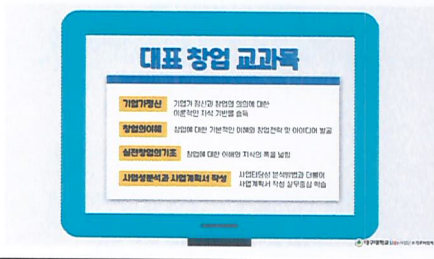 대표 창업 교과목
기업가정신 기업가 정신과 창업의 의의에 대한
이론적인 지식 기반을 습득
창업의이해 창업에 대한 기본적인 이해와 창업전략 및 아이디어 발굴
실전창업의기초 창업에 대한 이해와 지식의 폭을 넓힘
사업성분석과 사업계획서 작성 사업타당성 분석방법과 더불어
사업계획서 작성 실무중심 학습
대구대학교